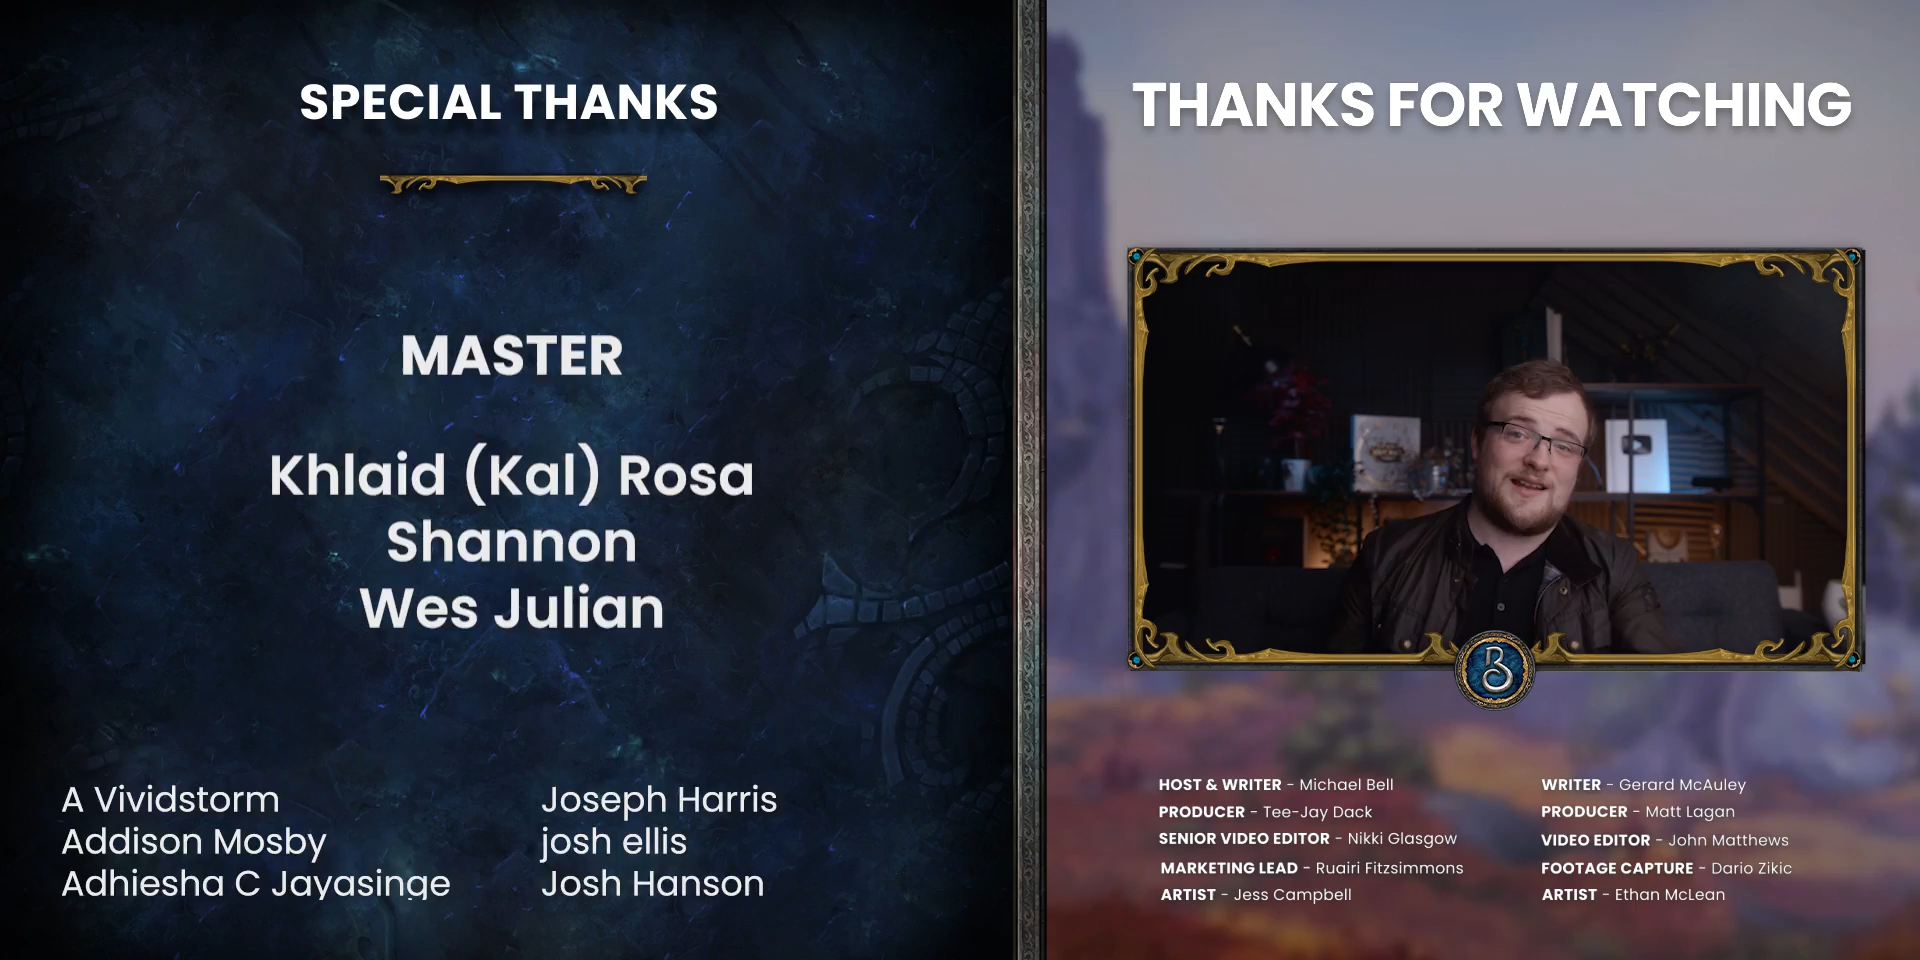 SPECIAL THANKS
MASTER
Khlaid (Kal) Rosa
Shannon
Wes Julian
A Vividstorm
Addison Mosby
Adhiesha C Jayasinge
Joseph Harris
josh ellis
Josh Hanson
THANKS FOR WATCHING
B
HOST & WRITER - Michael Bell
PRODUCER - Tee-Jay Dack
SENIOR VIDEO EDITOR - Nikki Glasgow
MARKETING LEAD - Ruairi Fitzsimmons
ARTIST - Jess Campbell
WRITER - Gerard McAuley
PRODUCER - Matt Lagan
VIDEO EDITOR - John Matthews
FOOTAGE CAPTURE - Dario Zikic
ARTIST - Ethan McLean